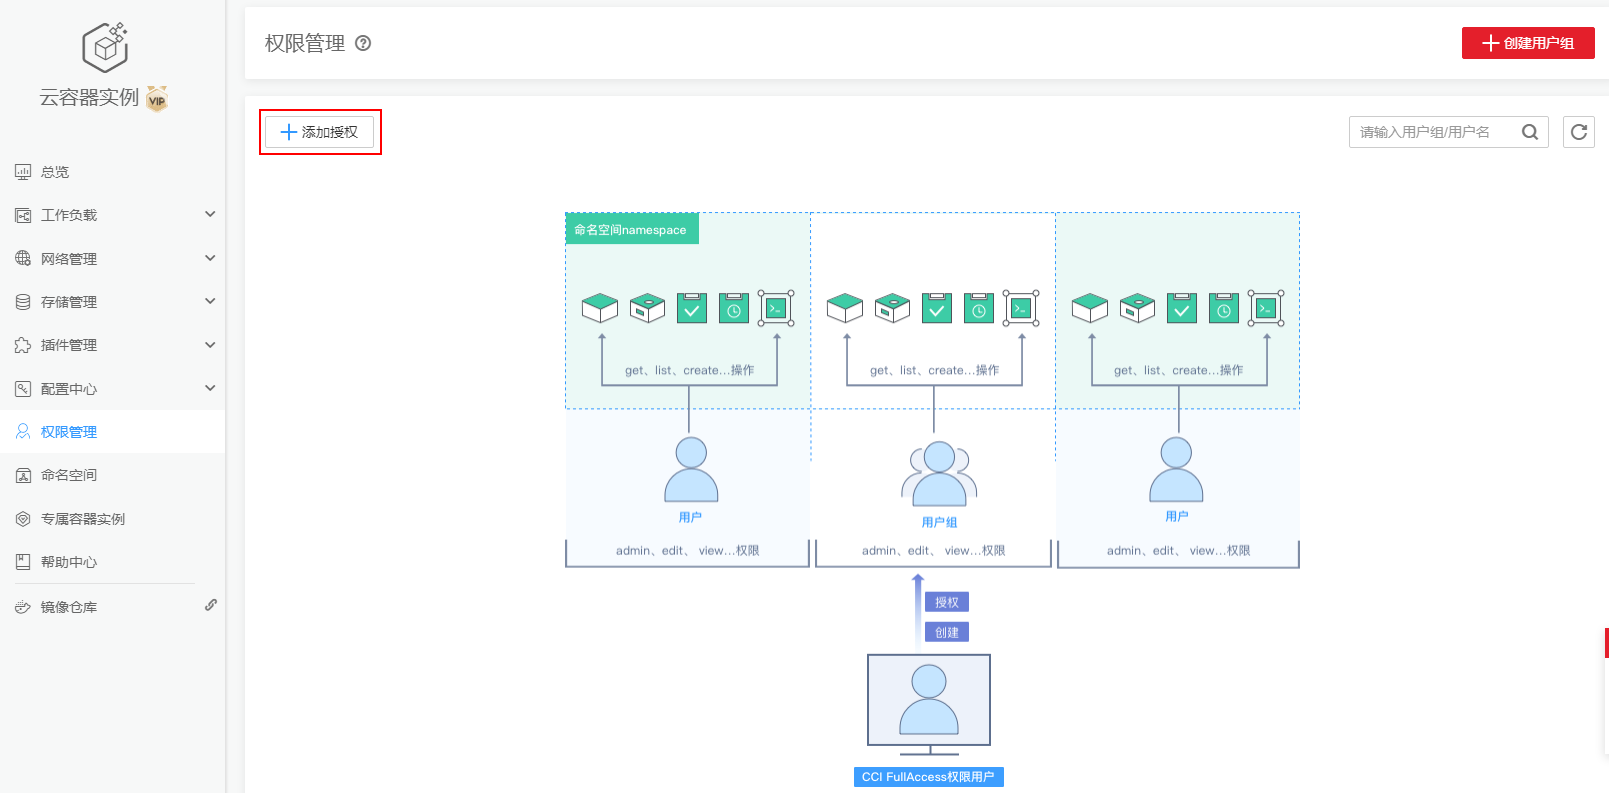 云容器实例 VIP
总览
工作负载
网络管理
存储管理
插件管理
配置中心
权限管理
命名空间
专属容器实例
帮助中心
镜像仓库
权限管理 ?
创建用户组
添加授权
请输入用户组/用户名
命名空间namespace
get、list、create...操作
get、list、create...操作
get、list、create...操作
用户
用户组
用户
admin、edit、 view...权限
admin、edit、 view...权限
admin、edit、 view...权限
授权
创建
CCI FullAccess权限用户